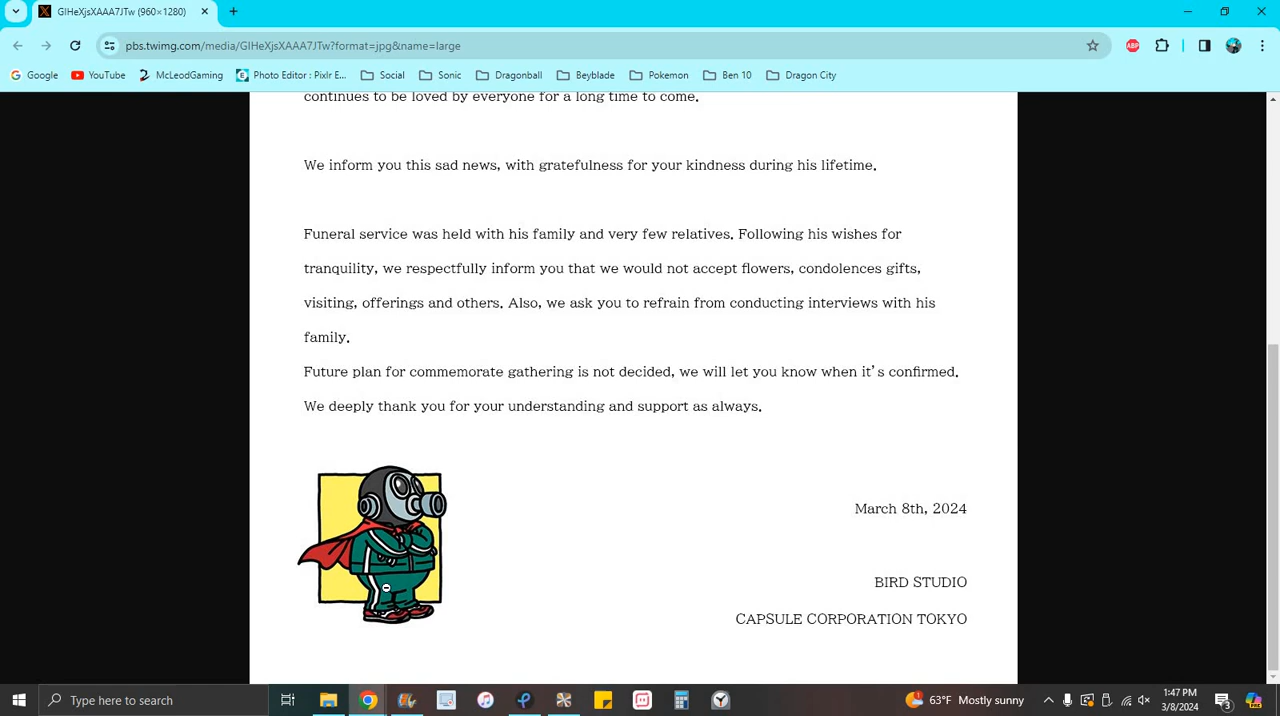 GIHeXjsXAAA7JTw (960×1280)
pbs.twimg.com/media/GIHeXjsXAAA7JTw?format=jpg&name=large
ABP
Google YouTube McLeodGaming Photo Editor : Pixlr E... Social Sonic Dragonball Beyblade Pokemon Ben 10 Dragon City
continues to be loved by everyone for a long time to come.
We inform you this sad news, with gratefulness for your kindness during his lifetime.
Funeral service was held with his family and very few relatives. Following his wishes for
tranquility, we respectfully inform you that we would not accept flowers, condolences gifts,
visiting, offerings and others. Also, we ask you to refrain from conducting interviews with his
family.
Future plan for commemorate gathering is not decided, we will let you know when it's confirmed.
We deeply thank you for your understanding and support as always.
March 8th, 2024
BIRD STUDIO
CAPSULE CORPORATION TOKYO
Type here to search
63°F Mostly sunny
1:47 PM
3/8/2024
3